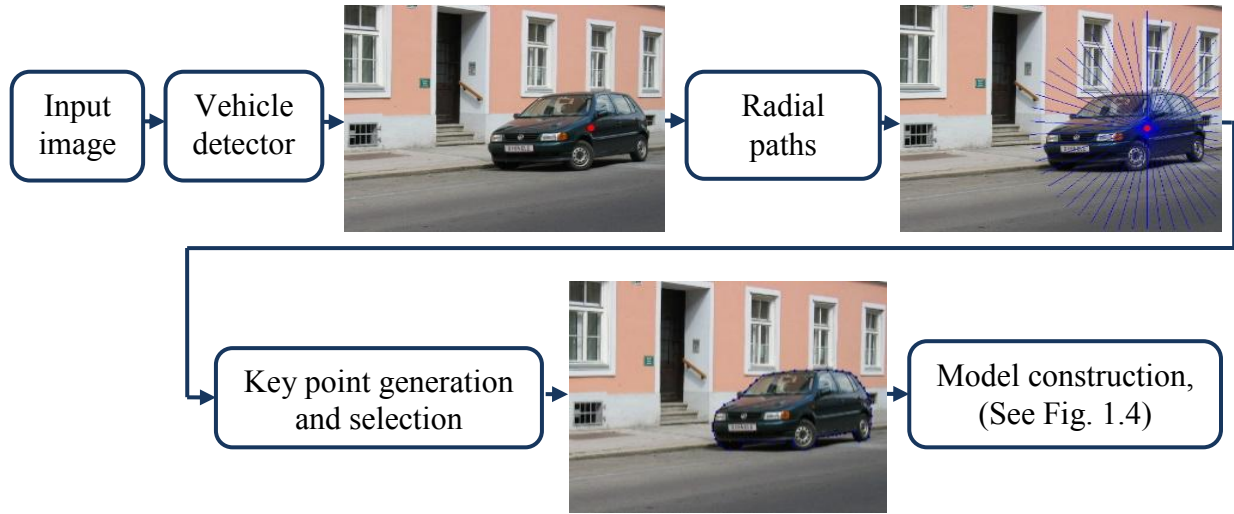 Input
image
Vehicle
detector
Radial
paths
Key point generation
and selection
Model construction,
(See Fig. 1.4)